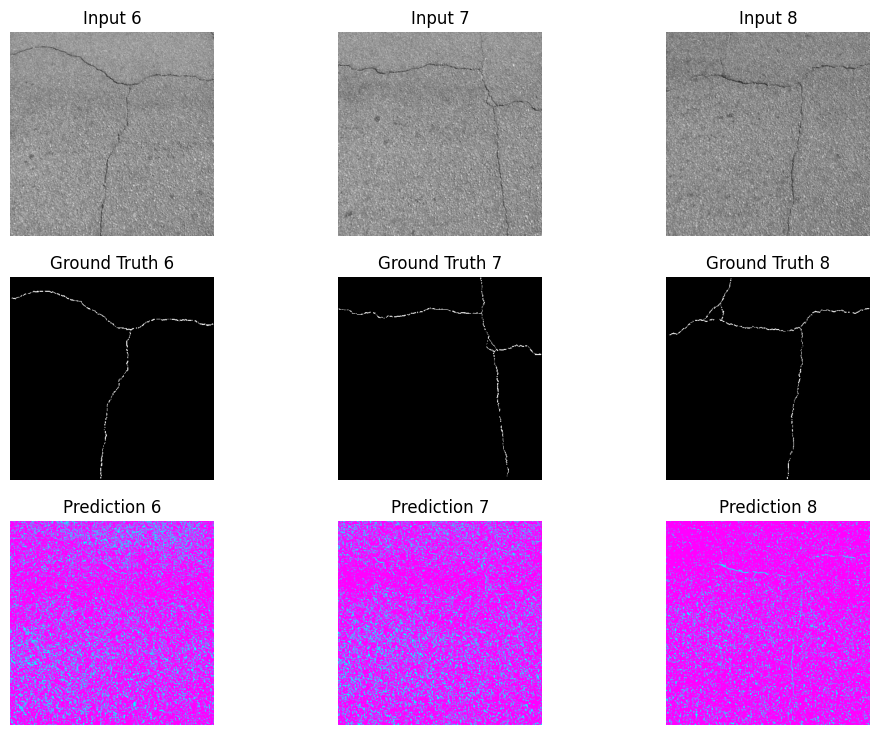 Input 6
Input 7
Input 8
Ground Truth 6
Ground Truth 7
Ground Truth 8
Prediction 6
Prediction 7
Prediction 8